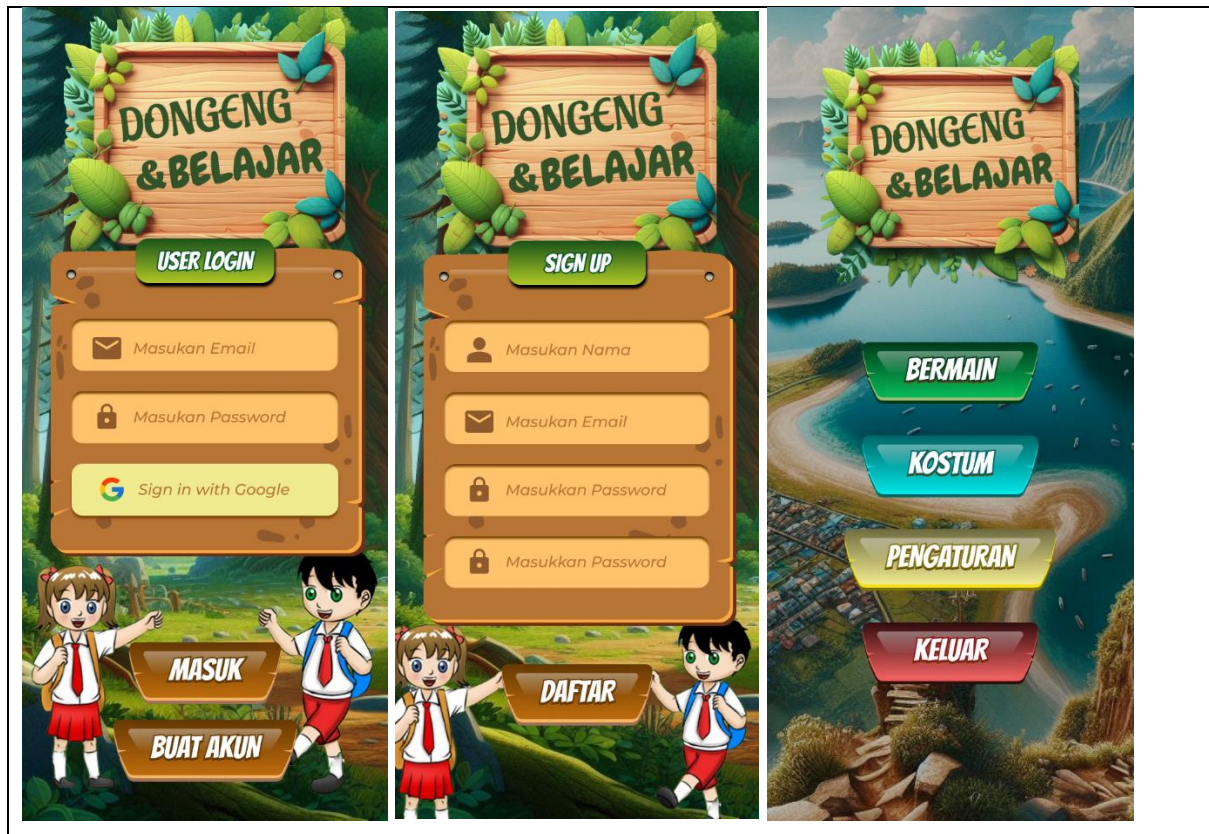 DONGENG
&BELAJAR
USER LOGIN
Masukan Email
Masukan Password
Sign in with Google
MASUK
BUAT AKUN
DONGENG
&BELAJAR
SIGN UP
Masukan Nama
Masukan Email
Masukkan Password
Masukkan Password
DAFTAR
DONGENG
&BELAJAR
BERMAIN
KOSTUM
PENGATURAN
KELUAR